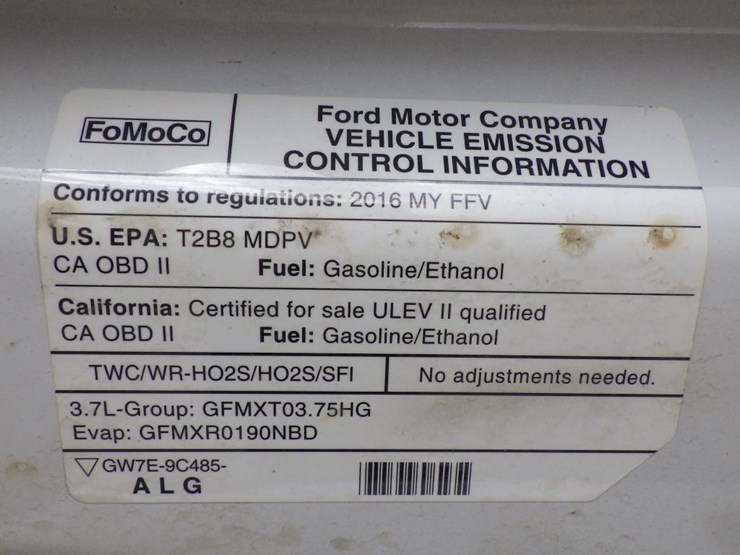 FoMoCo
Ford Motor Company
VEHICLE EMISSION
CONTROL INFORMATION
Conforms to regulations: 2016 MY FFV
U.S. EPA: T2B8 MDPV
CA OBD II Fuel: Gasoline/Ethanol
California: Certified for sale ULEV II qualified
CA OBD II Fuel: Gasoline/Ethanol
TWC/WR-HO2S/HO2S/SFI
No adjustments needed.
3.7L-Group: GFMXT03.75HG
Evap: GFMXR0190NBD
GW7E-9C485-
ALG